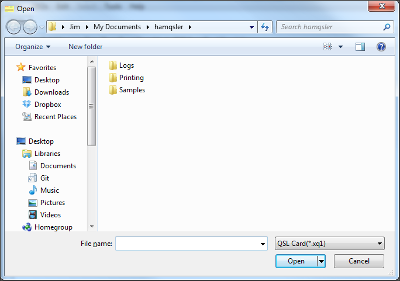 Open
Jim ▸ My Documents ▸ hamqsler ▸
Search hamqsler
Organize ▾ New folder
Favorites
Desktop
Downloads
Dropbox
Recent Places
Desktop
Libraries
Documents
Git
Music
Pictures
Videos
Homegroup
Logs
Printing
Samples
File name:
QSL Card(*.xq1)
Open
Cancel